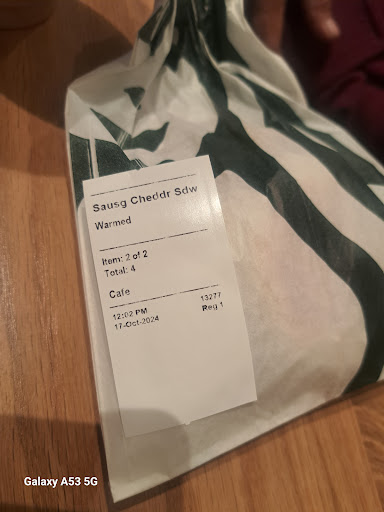 Sausg Cheddr Sdw
Warmed
Item: 2 of 2
Total: 4
Cafe
12:02 PM 13277
17-Oct-2024 Reg 1
Galaxy A53 5G